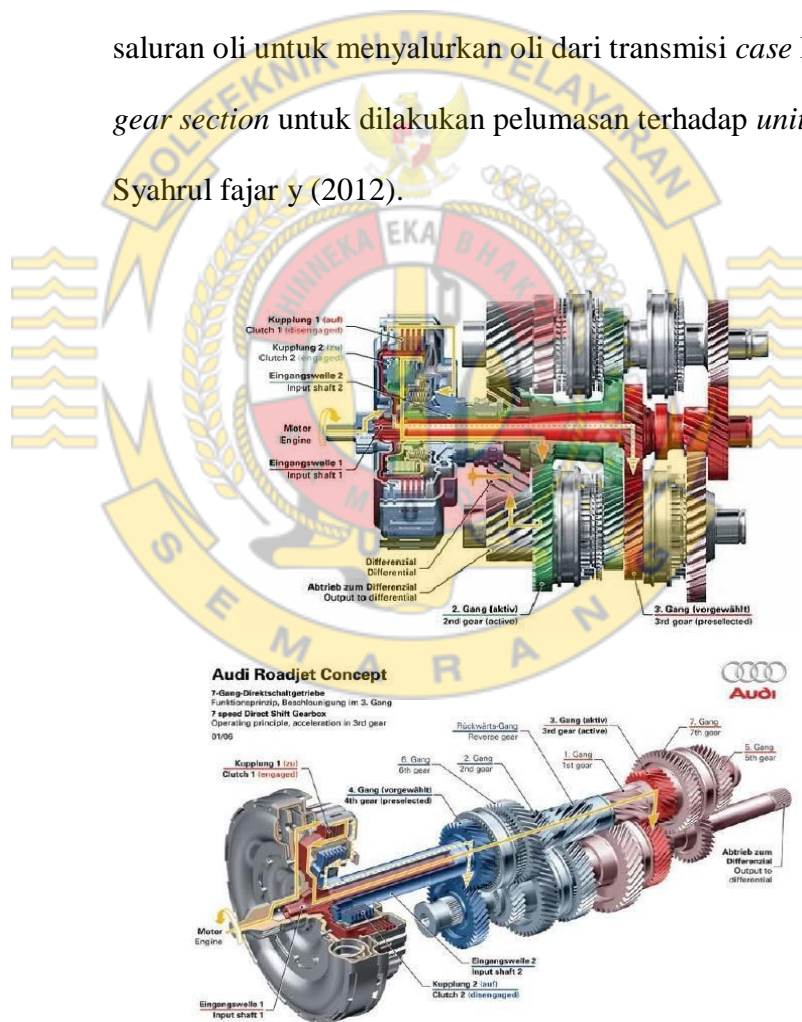 saluran oli untuk menyalurkan oli dari transmisi case
gear section untuk dilakukan pelumasan terhadap unit
Syahrul fajar y (2012).
POLITEKNIK ILMU PELAYARAN
BHINNEKA EKA BHAK
SEMARANG
Kupplung 1 (auf)
Clutch 1 (disengaged)
Kupplung 2 (zu)
Clutch 2 (engaged)
Eingangswelle 2
Input shaft 2
Motor
Engine
Eingangswelle 1
Input shaft 1
Differenzial
Differential
Abtrieb zum Differenzial
Output to differential
2. Gang (aktiv)
2nd gear (active)
3. Gang (vorgewählt)
3rd gear (preselected)
Audi Roadjet Concept
7-Gang-Direktschaltgetriebe
Funktionsprinzip, Beschleunigung im 3. Gang
7 speed Direct Shift Gearbox
Operating principle, acceleration in 3rd gear
01/06
Audi
Kupplung 1 (zu)
Clutch 1 (engaged)
4. Gang (vorgewählt)
4th gear (preselected)
6. Gang
6th gear
2. Gang
2nd gear
Rückwärts-Gang
Reverse gear
3. Gang (aktiv)
3rd gear (active)
1. Gang
1st gear
7. Gang
7th gear
5. Gang
5th gear
Abtrieb zum
Differenzial
Output to
differential
Motor
Engine
Eingangswelle 2
Input shaft 2
Kupplung 2 (auf)
Clutch 2 (disengaged)
Eingangswelle 1
Input shaft 1